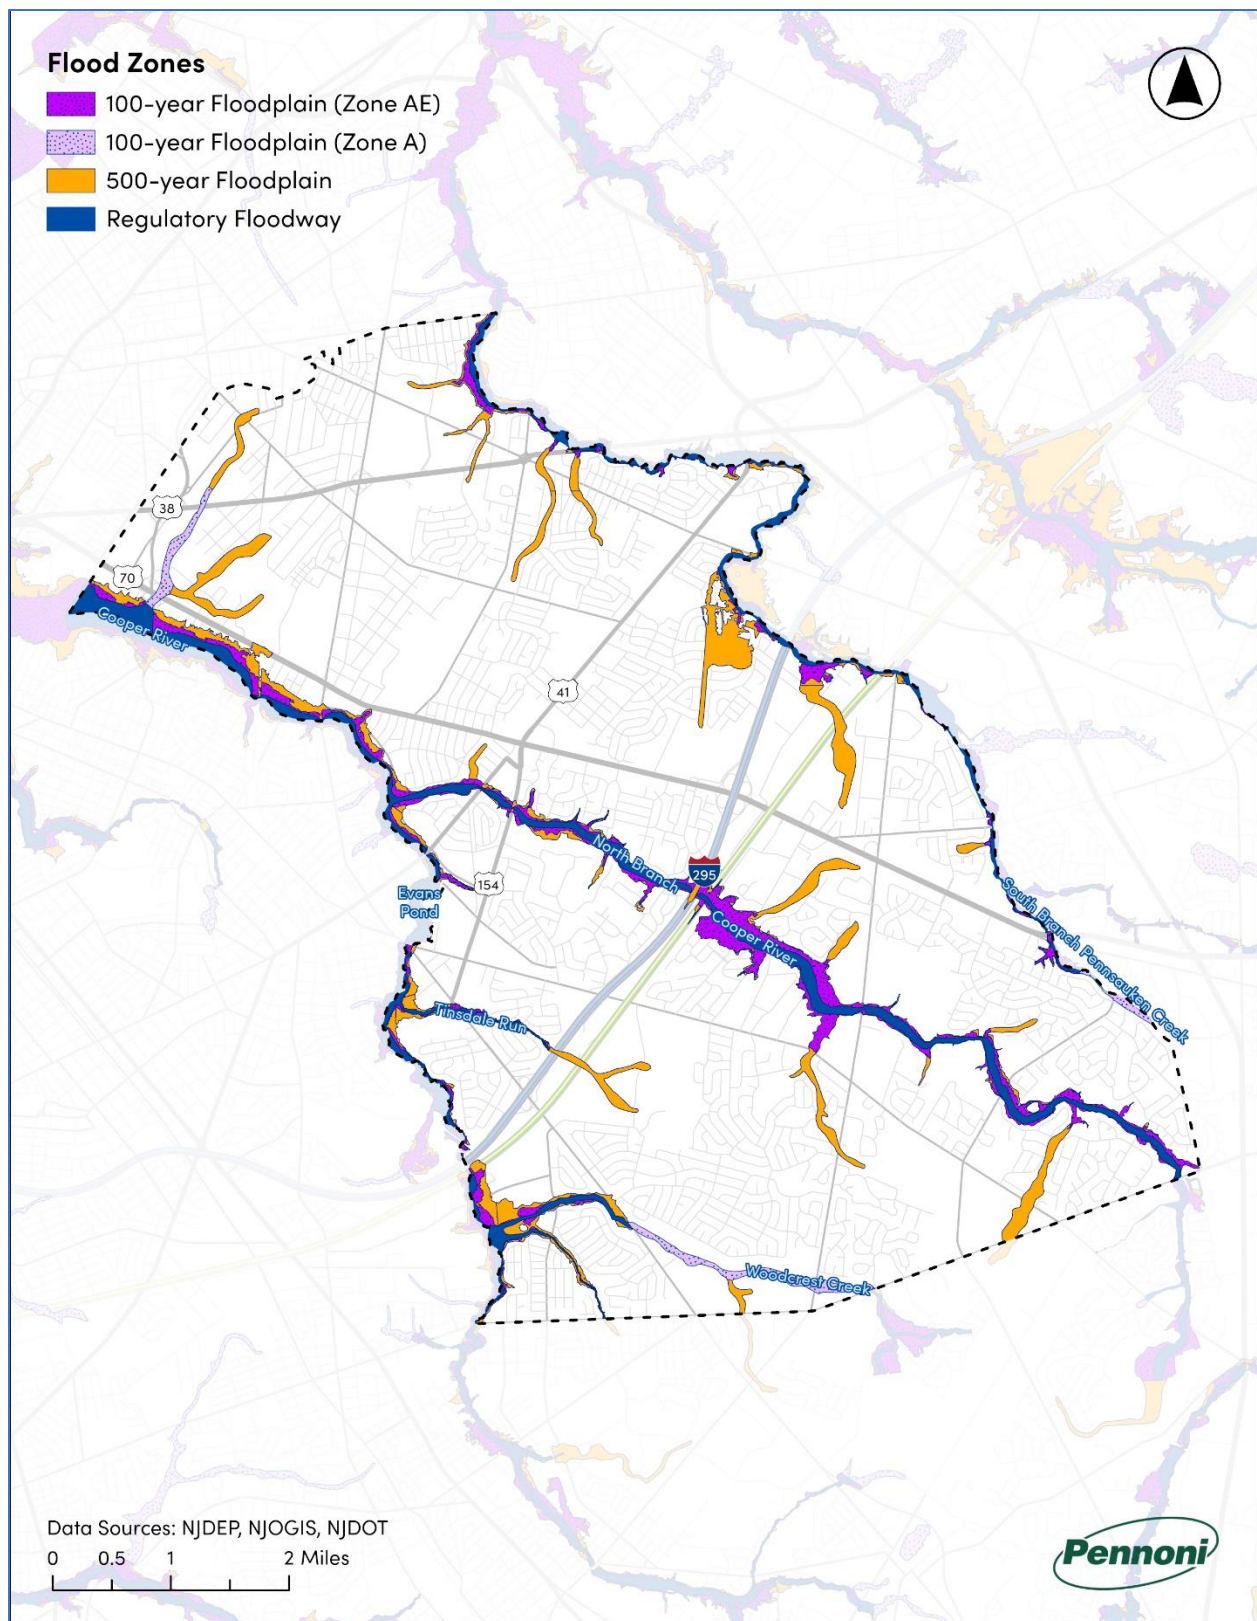 Flood Zones
100-year Floodplain (Zone AE)
100-year Floodplain (Zone A)
500-year Floodplain
Regulatory Floodway
38
70
Cooper River
41
North Branch
295
Cooper River
154
Evans
Pond
South Branch Pennsauken Creek
Tinsdale Run
Woodcrest Creek
Data Sources: NJDEP, NJOGIS, NJDOT
0 0.5 1 2 Miles
Pennoni